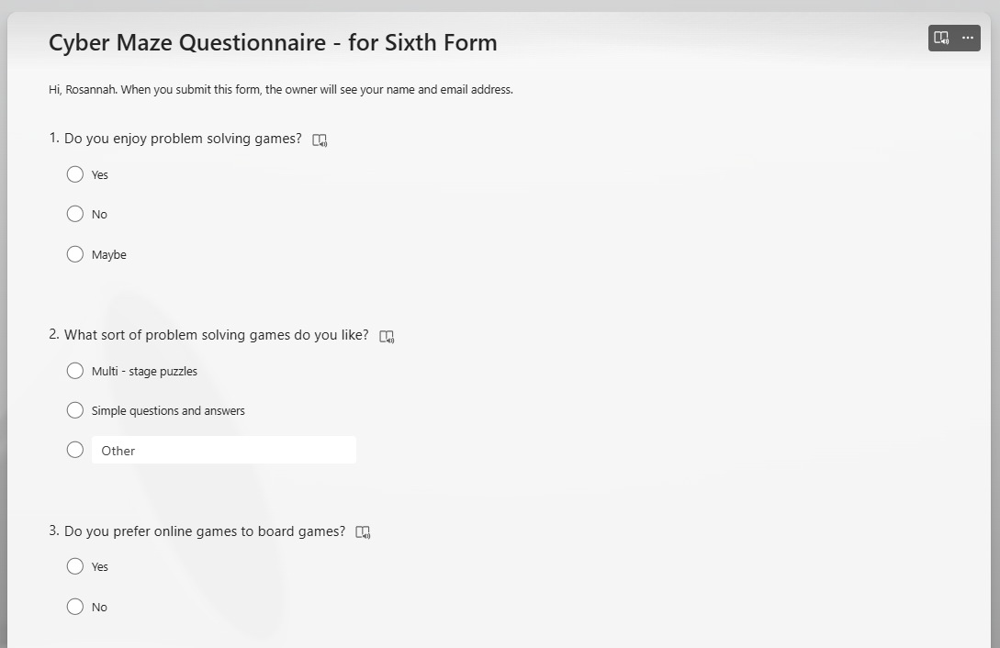 Cyber Maze Questionnaire - for Sixth Form
Hi, Rosannah. When you submit this form, the owner will see your name and email address.
1. Do you enjoy problem solving games?
Yes
No
Maybe
2. What sort of problem solving games do you like?
Multi - stage puzzles
Simple questions and answers
Other
3. Do you prefer online games to board games?
Yes
No